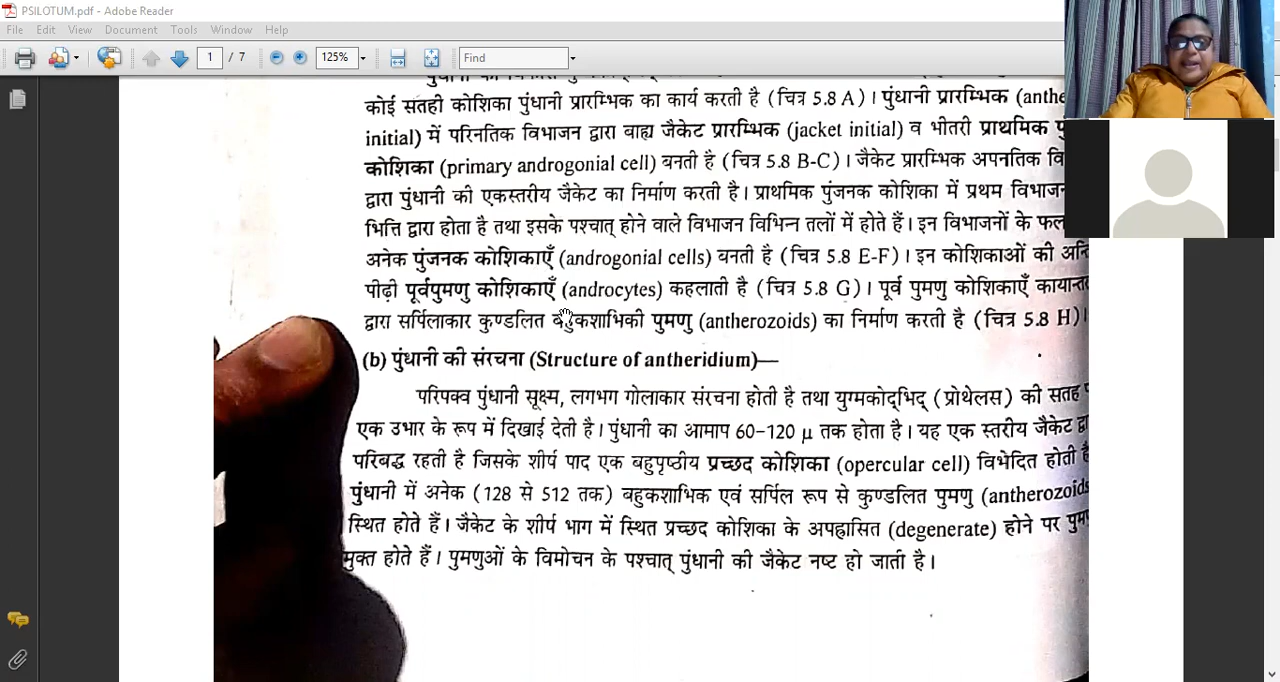 PSILOTUM.pdf - Adobe Reader
File Edit View Document Tools Window Help
1 / 7 125% Find
कोई सतही कोशिका पुंधानी प्रारम्भिक का कार्य करती है (चित्र 5.8 A)। पुंधानी प्रारम्भिक
initial) में परिनतिक विभाजन द्वारा बाह्य जैकेट प्रारम्भिक (jacket initial) व भीतरी प्राथमिक
कोशिका (primary androgonial cell) बनती है (चित्र 5.8 B-C)। जैकेट प्रारम्भिक अपनतिक
द्वारा पुंधानी की एकस्तरीय जैकेट का निर्माण करती है। प्राथमिक पुंजनक कोशिका में प्रथम विभाजन
भित्ति द्वारा होता है तथा इसके पश्चात् होने वाले विभाजन विभिन्न तलों में होते हैं। इन विभाजनों के
अनेक पुंजनक कोशिकाएँ (androgonial cells) बनती है (चित्र 5.8 E-F)। इन कोशिकाओं की
पीढ़ी पूर्वपुमणु कोशिकाएँ (androcytes) कहलाती है (चित्र 5.8 G)। पूर्व पुमणु कोशिकाएँ
द्वारा सर्पिलाकार कुण्डलित बहुकशाभिकी पुमणु (antherozoids) का निर्माण करती है (चित्र 5.8 H)।
(b) पुंधानी की संरचना (Structure of antheridium)—
परिपक्व पुंधानी सूक्ष्म, लगभग गोलाकार संरचना होती है तथा युग्मकोद्भिद् (प्रोथेलस) की सतह
एक उभार के रूप में दिखाई देती है। पुंधानी का आमाप 60-120 µ तक होता है। यह एक स्तरीय जैकेट
परिबद्ध रहती है जिसके शीर्ष पाद एक बहुपृष्ठीय प्रच्छद कोशिका (opercular cell) विभेदित होती है
पुंधानी में अनेक (128 से 512 तक) बहुकशाभिक एवं सर्पिल रूप से कुण्डलित पुमणु (antherozoids
स्थित होते हैं। जैकेट के शीर्ष भाग में स्थित प्रच्छद कोशिका के अपह्रासित (degenerate) होने पर
मुक्त होते हैं। पुमणुओं के विमोचन के पश्चात् पुंधानी की जैकेट नष्ट हो जाती है।